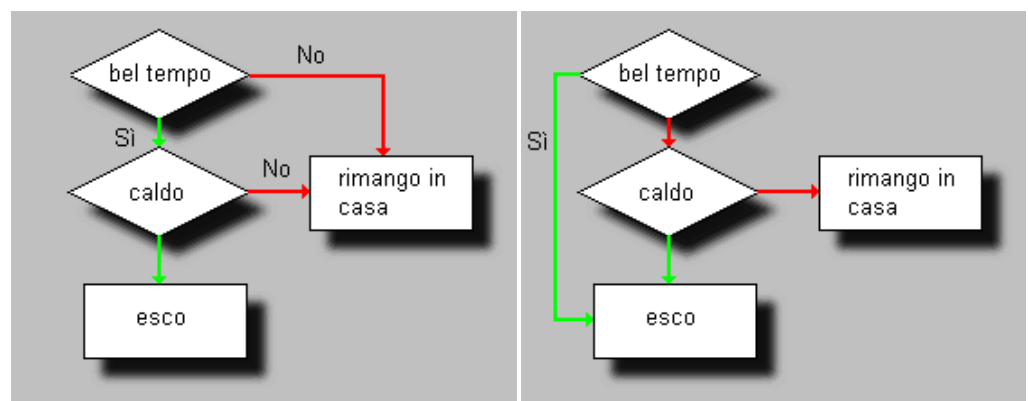 No
bel tempo
Sì
No
caldo
rimango in
casa
esco
bel tempo
Sì
caldo
rimango in
casa
esco